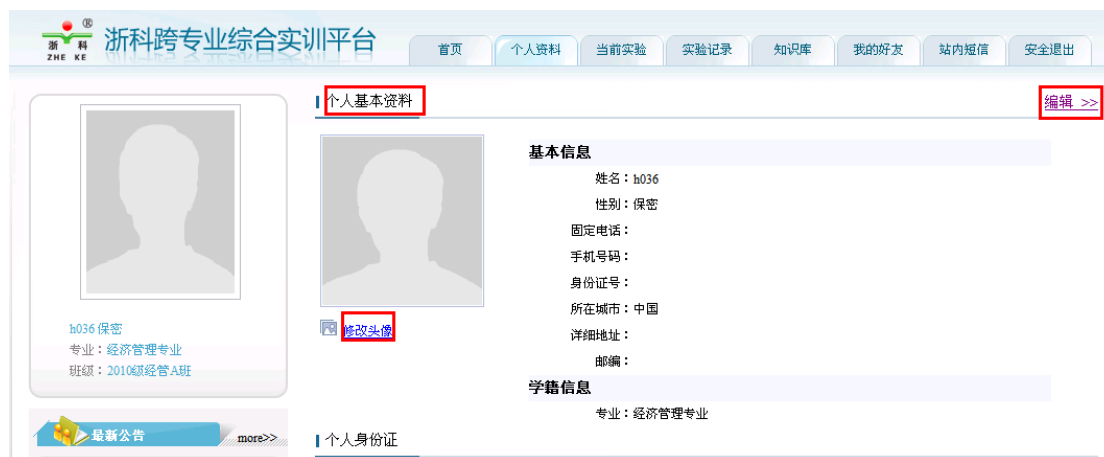 ®
浙 科
ZHE KE
浙科跨专业综合实训平台
首页 个人资料 当前实验 实验记录 知识库 我的好友 站内短信 安全退出
个人基本资料
编辑 >>
基本信息
姓名：h036
性别：保密
固定电话：
手机号码：
身份证号：
所在城市：中国
详细地址：
邮编：
学籍信息
专业：经济管理专业
修改头像
h036 保密
专业：经济管理专业
班级：2010级经管A班
最新公告 more>>
个人身份证